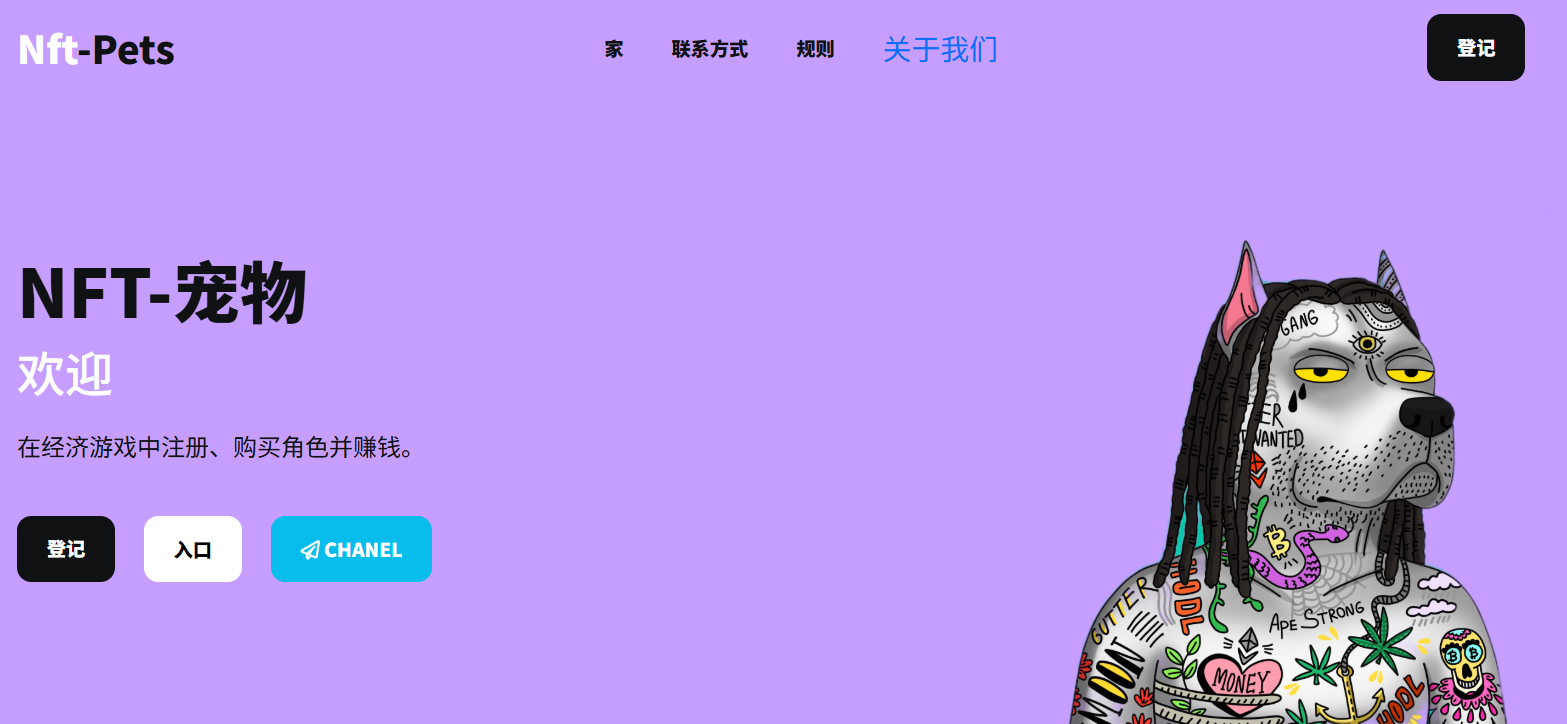 Nft-Pets
家 联系方式 规则 关于我们
登记
NFT-宠物
欢迎
在经济游戏中注册、购买角色并赚钱。
登记 入口 CHANEL
GANG
WANTED
HODL
GUTTER
APE STRONG
MOON
MONEY
HODL